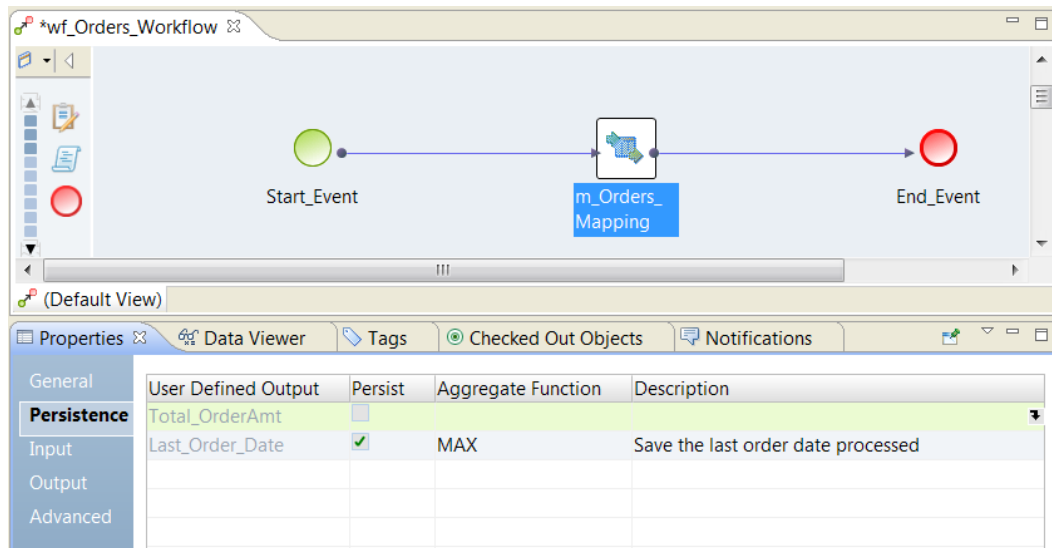 *wf_Orders_Workflow
Start_Event
m_Orders_
Mapping
End_Event
(Default View)
Properties Data Viewer Tags Checked Out Objects Notifications
General
Persistence
Input
Output
Advanced
User Defined Output Persist Aggregate Function Description
Total_OrderAmt
Last_Order_Date MAX Save the last order date processed